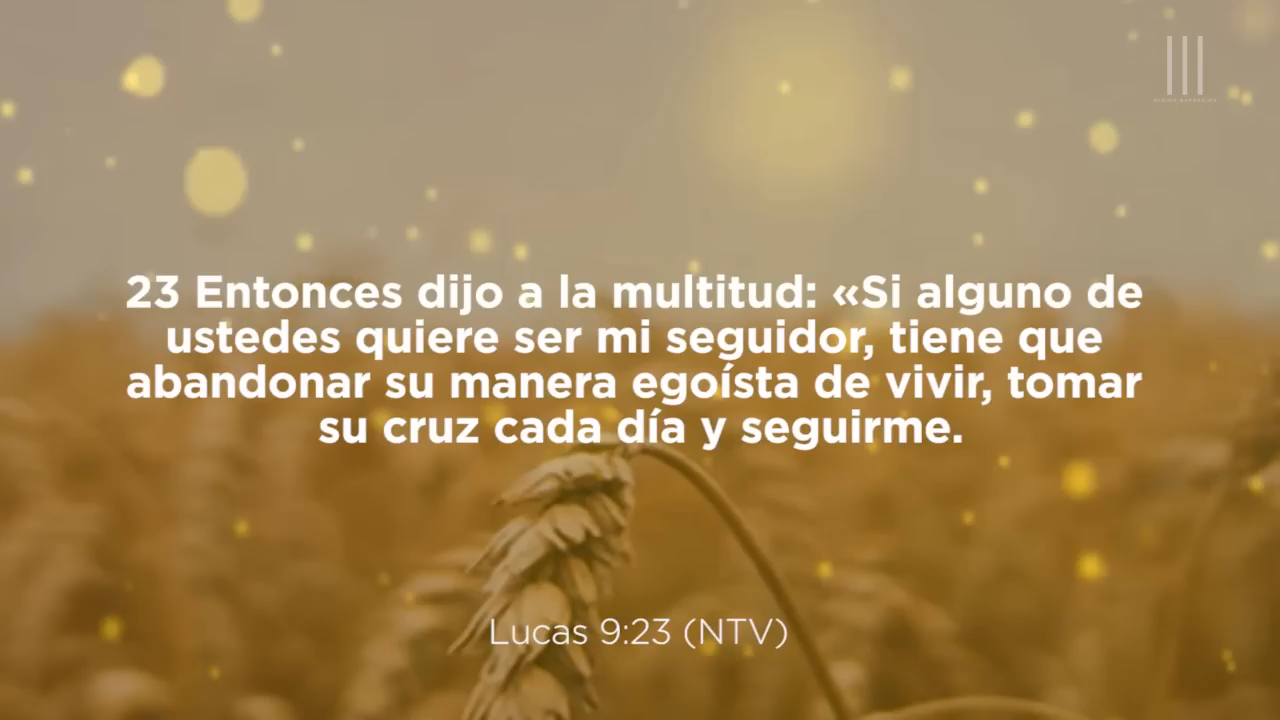 23 Entonces dijo a la multitud: «Si alguno de
ustedes quiere ser mi seguidor, tiene que
abandonar su manera egoísta de vivir, tomar
su cruz cada día y seguirme.
Lucas 9:23 (NTV)